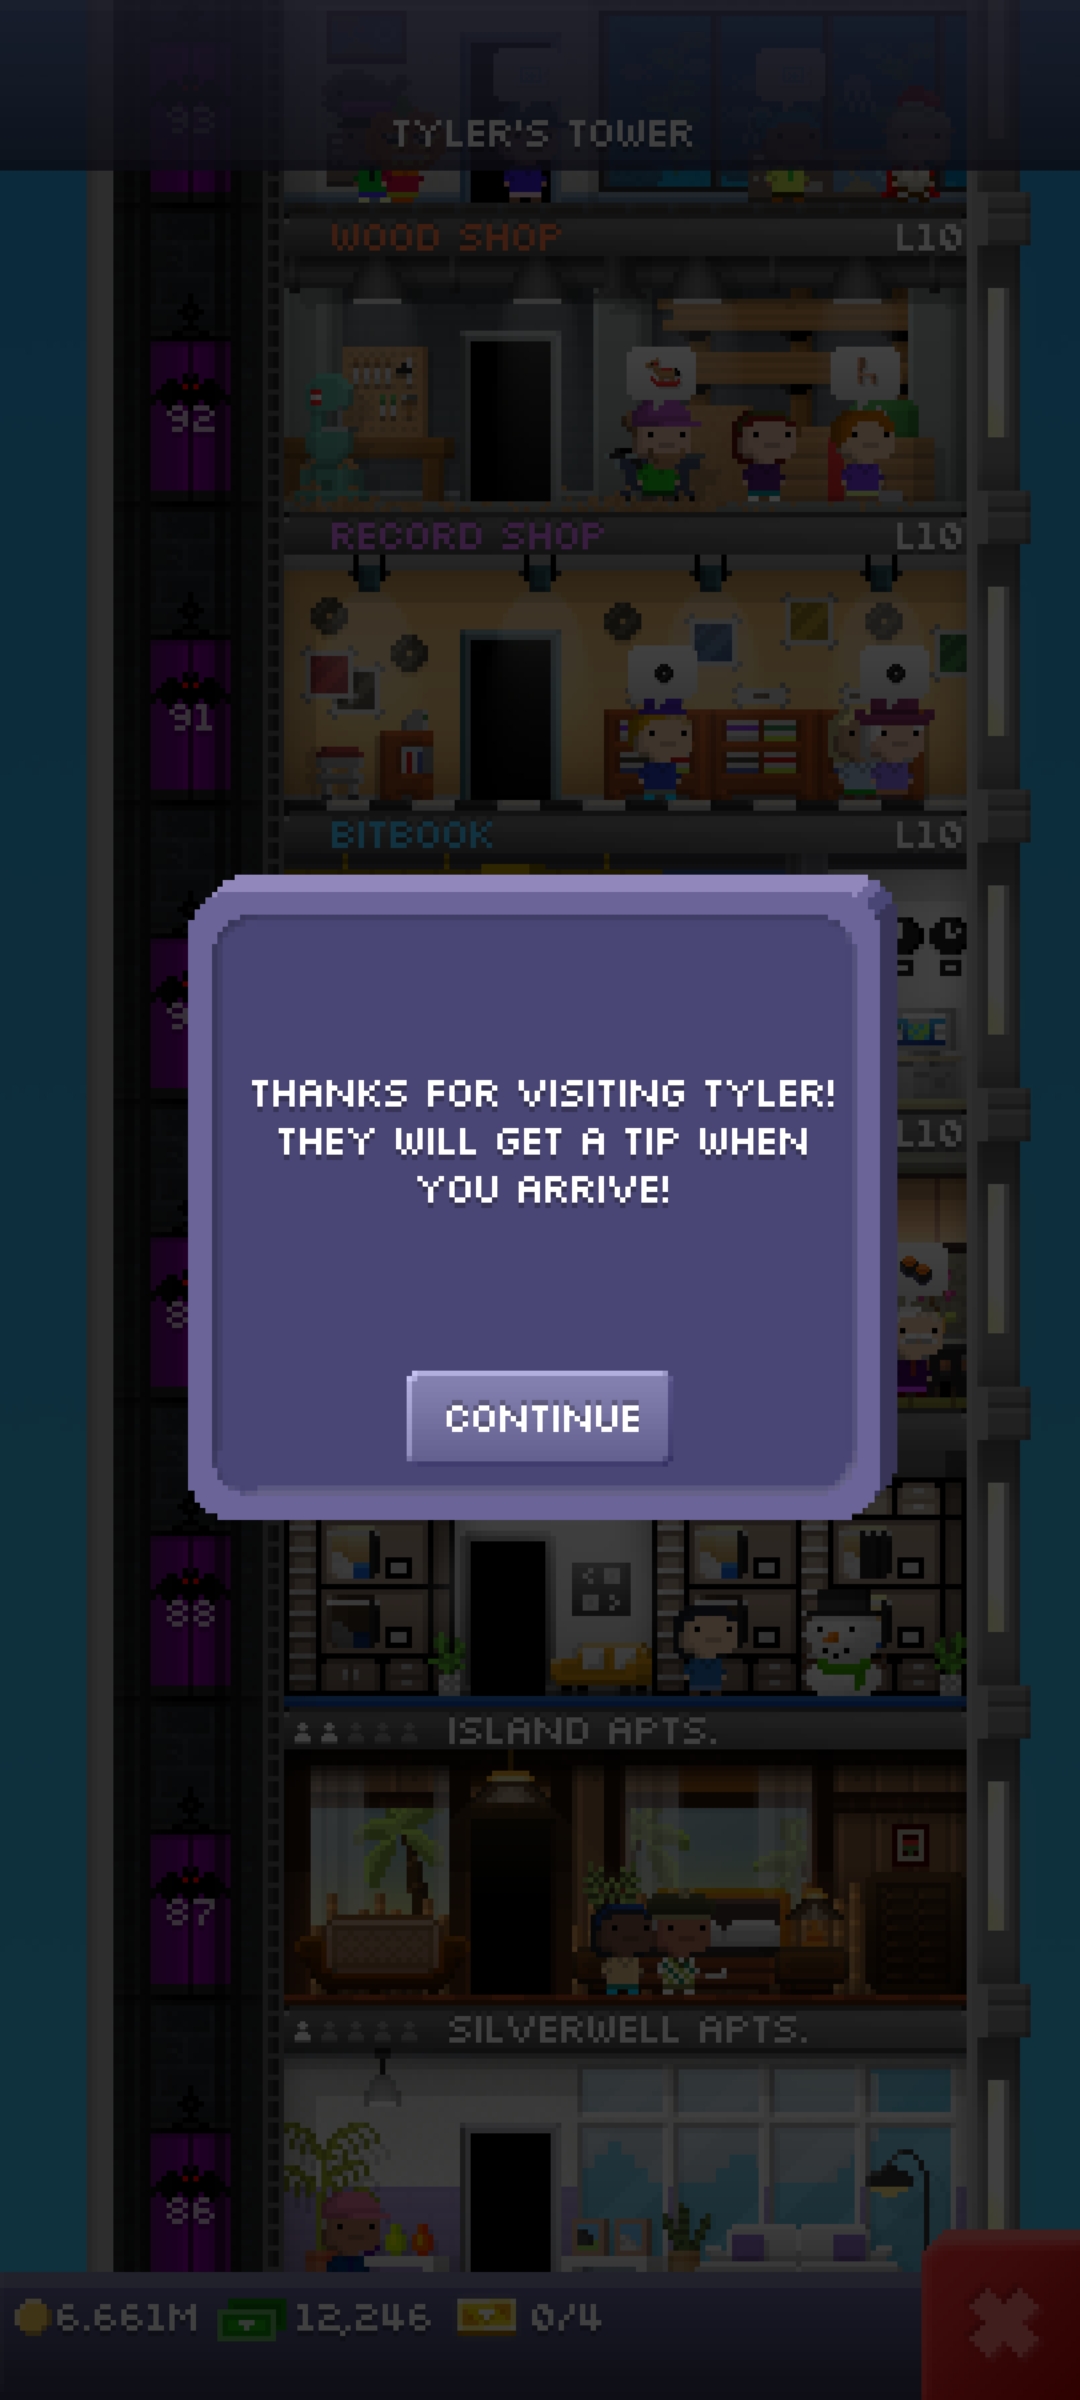 93
TYLER'S TOWER
WOOD SHOP L10
92
RECORD SHOP L10
91
BITBOOK L10
THANKS FOR VISITING TYLER!
THEY WILL GET A TIP WHEN
YOU ARRIVE!
L10
CONTINUE
88
ISLAND APTS.
87
SILVERWELL APTS.
86
6.661M 12,246 0/4